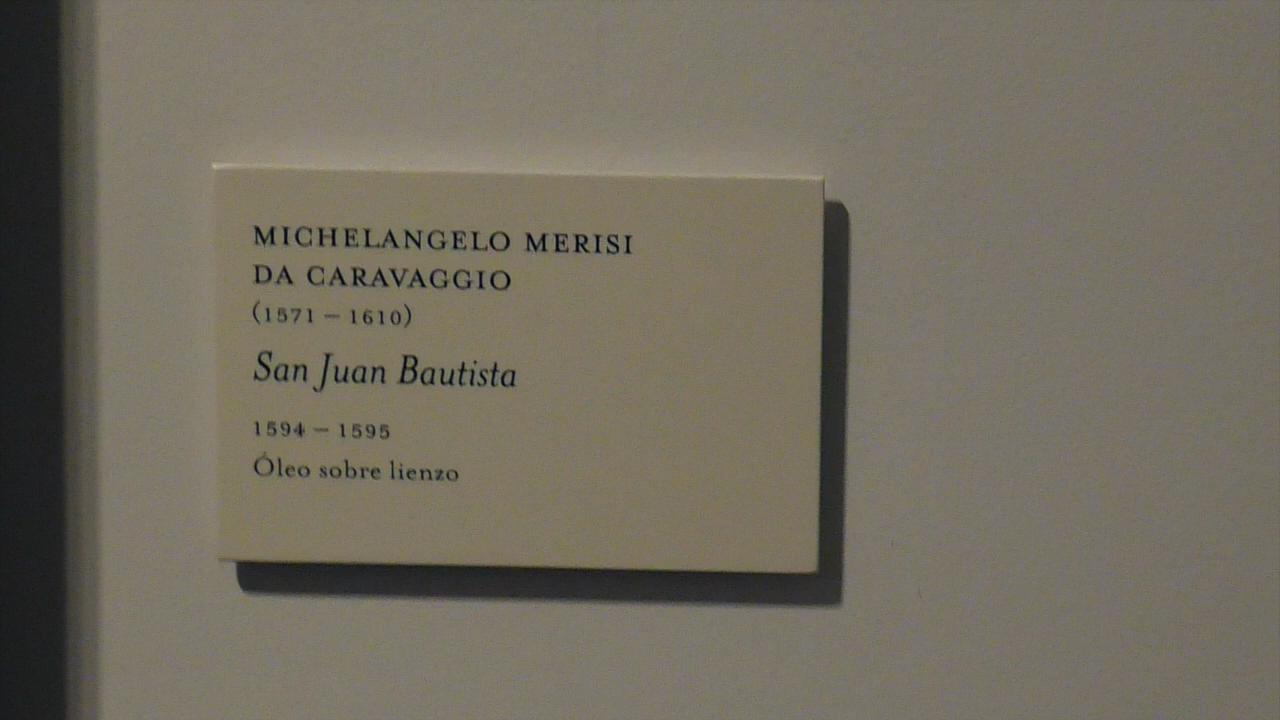 MICHELANGELO MERISI
DA CARAVAGGIO
(1571 – 1610)
San Juan Bautista
1594 – 1595
Óleo sobre lienzo